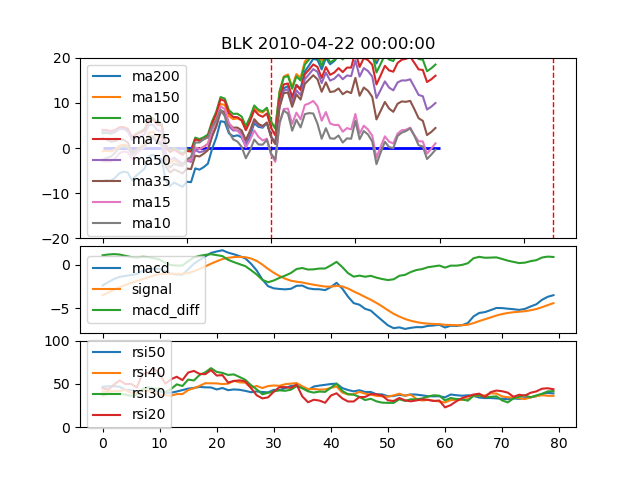 BLK 2010-04-22 00:00:00
20
10
0
−10
−20
ma200
ma150
ma100
ma75
ma50
ma35
ma15
ma10
0
−5
macd
signal
macd_diff
100
50
0
rsi50
rsi40
rsi30
rsi20
0 10 20 30 40 50 60 70 80